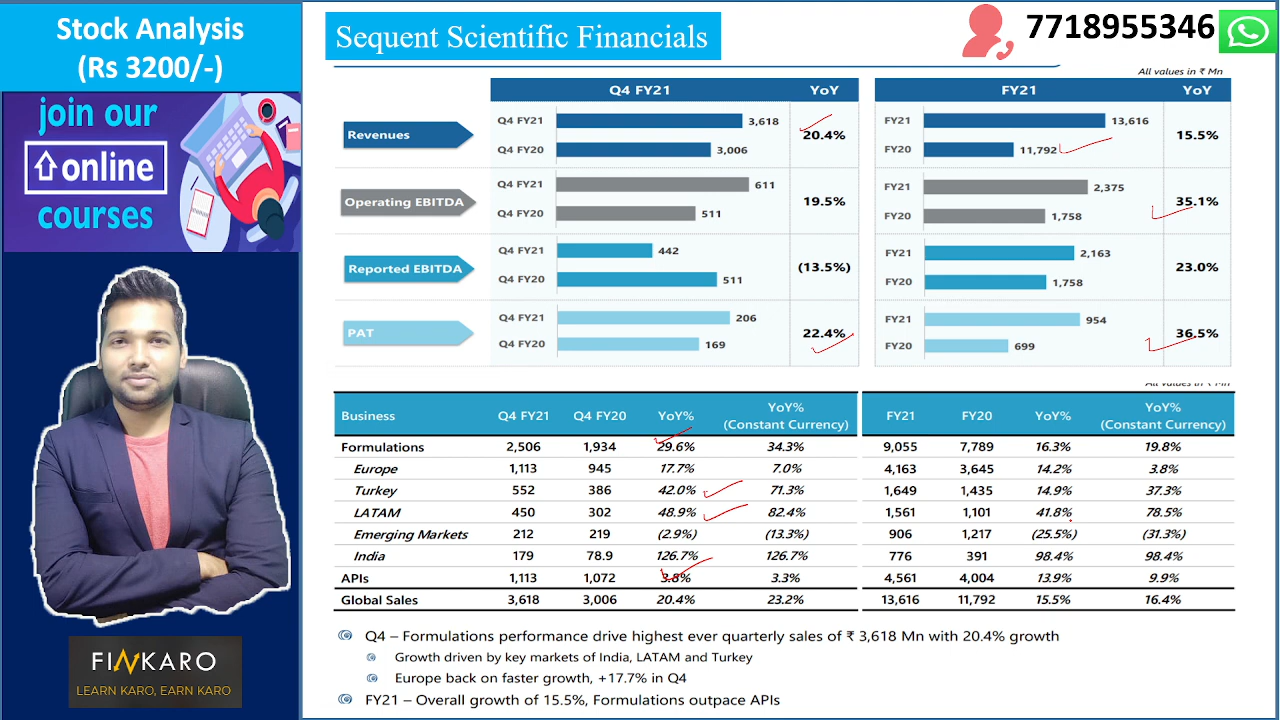 Stock Analysis
(Rs 3200/-)
join our
online
courses
FINKARO
LEARN KARO, EARN KARO
Sequent Scientific Financials
7718955346
All values in ₹ Mn
Q4 FY21 YoY FY21 YoY
Revenues
Q4 FY21 3,618
Q4 FY20 3,006
20.4%
FY21 13,616
FY20 11,792
15.5%
Operating EBITDA
Q4 FY21 611
Q4 FY20 511
19.5%
FY21 2,375
FY20 1,758
35.1%
Reported EBITDA
Q4 FY21 442
Q4 FY20 511
(13.5%)
FY21 2,163
FY20 1,758
23.0%
PAT
Q4 FY21 206
Q4 FY20 169
22.4%
FY21 954
FY20 699
36.5%
All values in ₹ Mn
Business Q4 FY21 Q4 FY20 YoY% YoY% (Constant Currency) FY21 FY20 YoY% YoY% (Constant Currency)
Formulations 2,506 1,934 29.6% 34.3% 9,055 7,789 16.3% 19.8%
Europe 1,113 945 17.7% 7.0% 4,163 3,645 14.2% 3.8%
Turkey 552 386 42.0% 71.3% 1,649 1,435 14.9% 37.3%
LATAM 450 302 48.9% 82.4% 1,561 1,101 41.8% 78.5%
Emerging Markets 212 219 (2.9%) (13.3%) 906 1,217 (25.5%) (31.3%)
India 179 78.9 126.7% 126.7% 776 391 98.4% 98.4%
APIs 1,113 1,072 3.8% 3.3% 4,561 4,004 13.9% 9.9%
Global Sales 3,618 3,006 20.4% 23.2% 13,616 11,792 15.5% 16.4%
Q4 – Formulations performance drive highest ever quarterly sales of ₹ 3,618 Mn with 20.4% growth
Growth driven by key markets of India, LATAM and Turkey
Europe back on faster growth, +17.7% in Q4
FY21 – Overall growth of 15.5%, Formulations outpace APIs